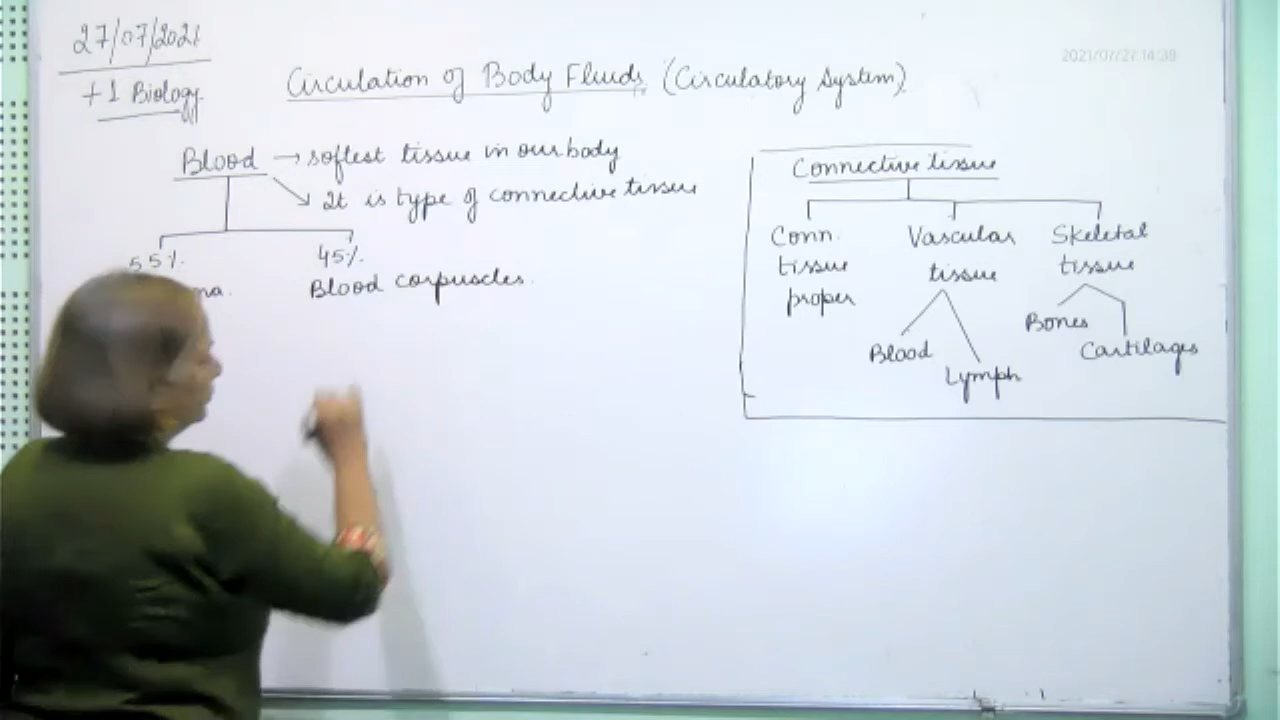 27/07/2021
+1 Biology
Circulation of Body Fluids (Circulatory System)
2021/07/27 14:39
Blood → softest tissue in our body
↘ It is type of connective tissue
55%.
45%.
Blood corpuscles.
Connective tissue
Conn. tissue proper
Vascular tissue
Blood
Lymph
Skeletal tissue
Bones
Cartilages